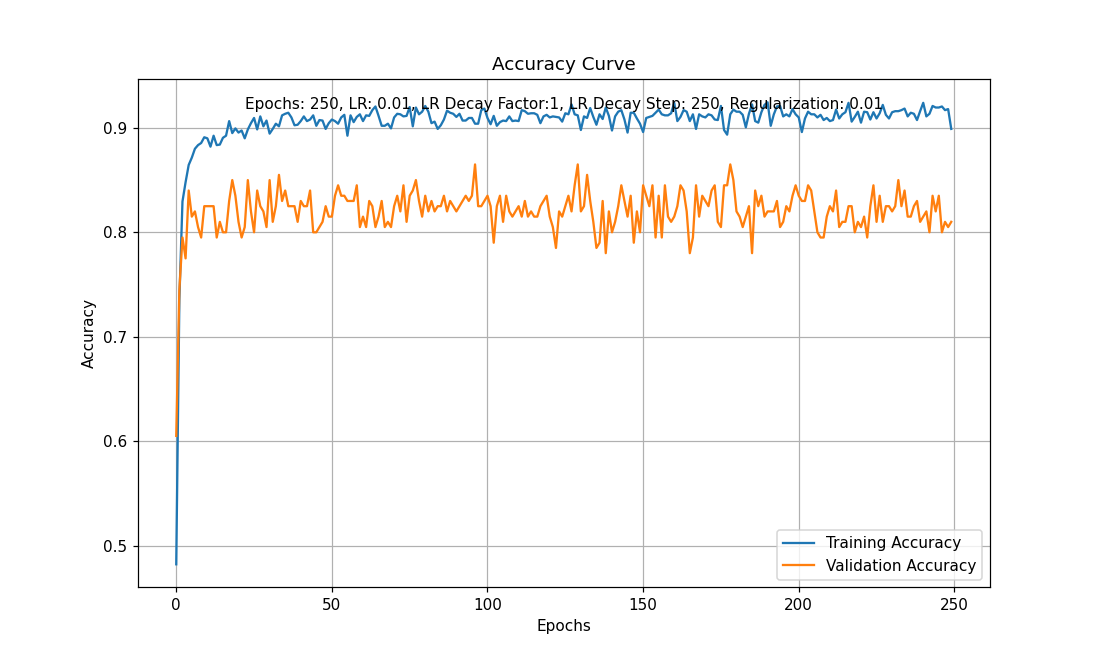 Accuracy Curve
Epochs: 250, LR: 0.01, LR Decay Factor:1, LR Decay Step: 250, Regularization: 0.01
0.9
0.8
0.7
0.6
0.5
Accuracy
Training Accuracy
Validation Accuracy
0 50 100 150 200 250
Epochs